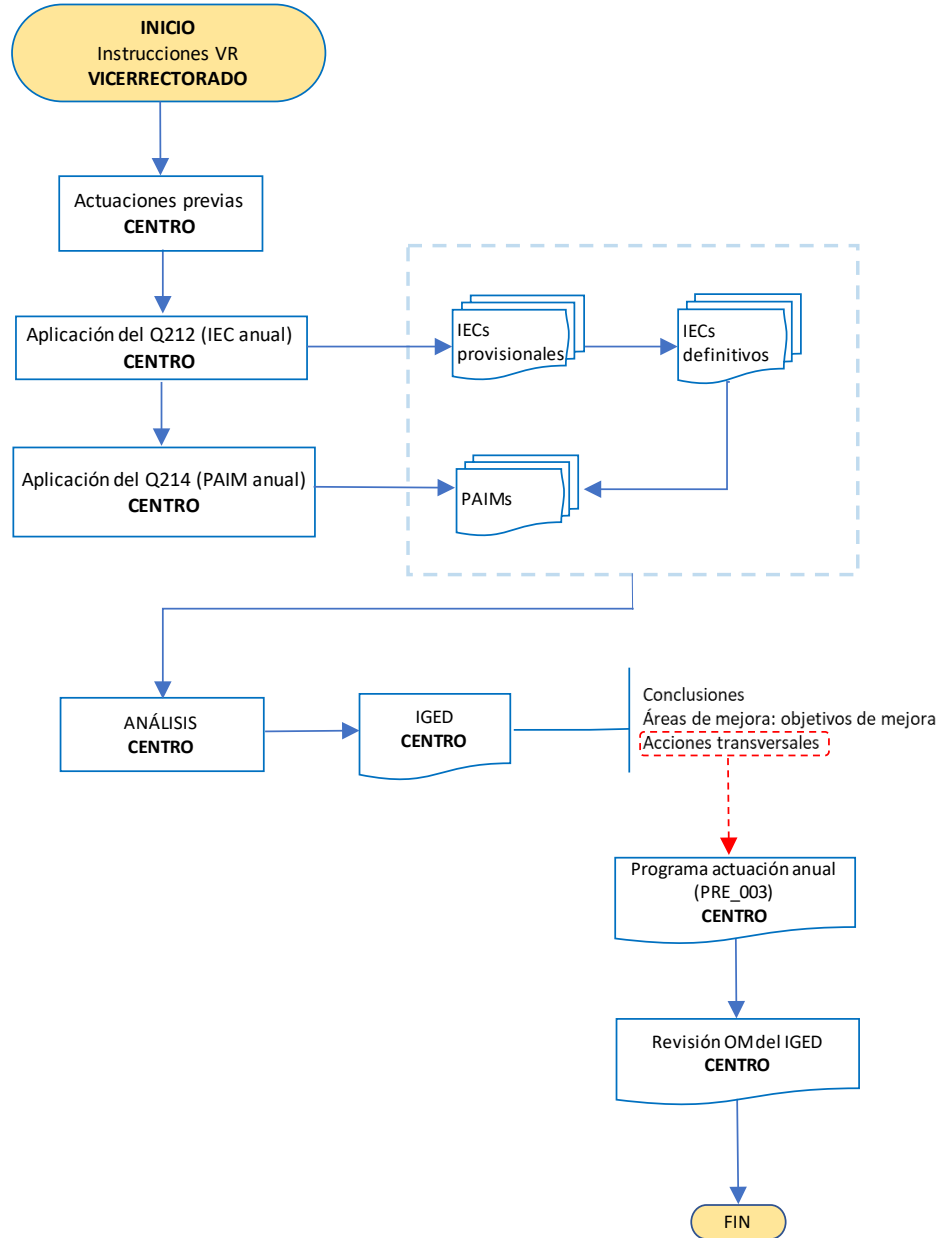 INICIO
Instrucciones VR
VICERRECTORADO
Actuaciones previas
CENTRO
Aplicación del Q212 (IEC anual)
CENTRO
IECs
provisionales
IECs
definitivos
Aplicación del Q214 (PAIM anual)
CENTRO
PAIMs
ANÁLISIS
CENTRO
IGED
CENTRO
Conclusiones
Áreas de mejora: objetivos de mejora
Acciones transversales
Programa actuación anual
(PRE_003)
CENTRO
Revisión OM del IGED
CENTRO
FIN